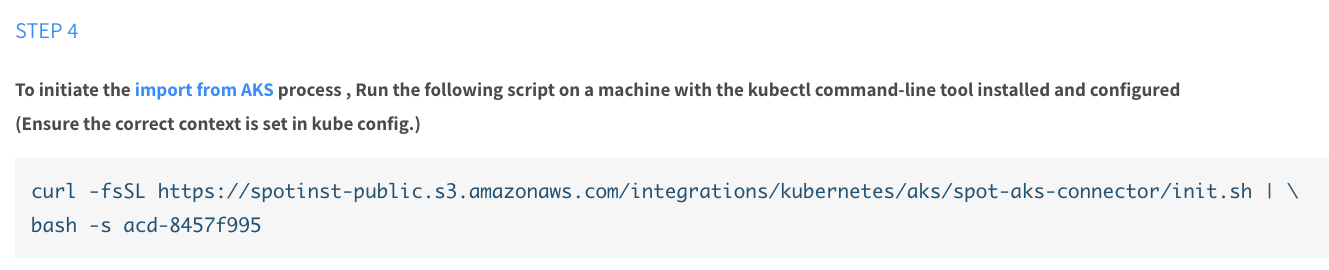 STEP 4
To initiate the import from AKS process , Run the following script on a machine with the kubectl command-line tool installed and configured
(Ensure the correct context is set in kube config.)
curl -fsSL https://spotinst-public.s3.amazonaws.com/integrations/kubernetes/aks/spot-aks-connector/init.sh | \
bash -s acd-8457f995